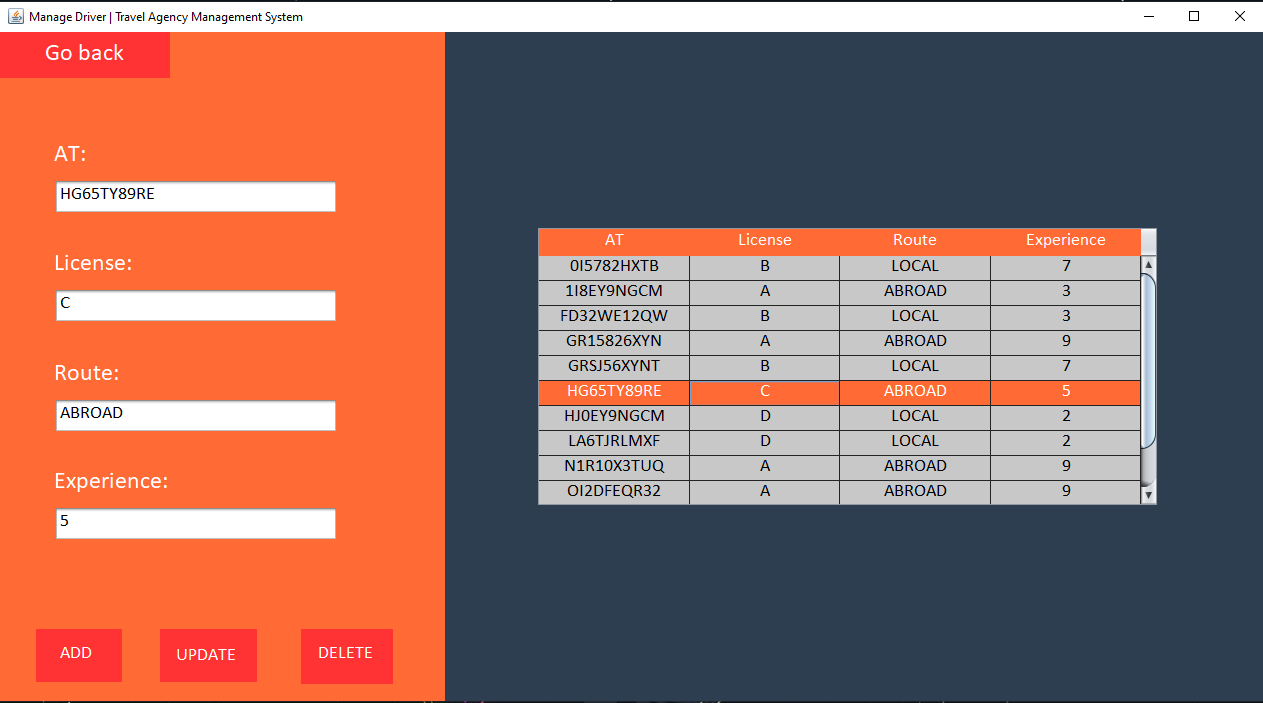 Manage Driver | Travel Agency Management System
Go back
AT:
HG65TY89RE
License:
C
Route:
ABROAD
Experience:
5
ADD UPDATE DELETE
AT License Route Experience
0I5782HXTB B LOCAL 7
1I8EY9NGCM A ABROAD 3
FD32WE12QW B LOCAL 3
GR15826XYN A ABROAD 9
GRSJ56XYNT B LOCAL 7
HG65TY89RE C ABROAD 5
HJ0EY9NGCM D LOCAL 2
LA6TJRLMXF D LOCAL 2
N1R10X3TUQ A ABROAD 9
OI2DFEQR32 A ABROAD 9